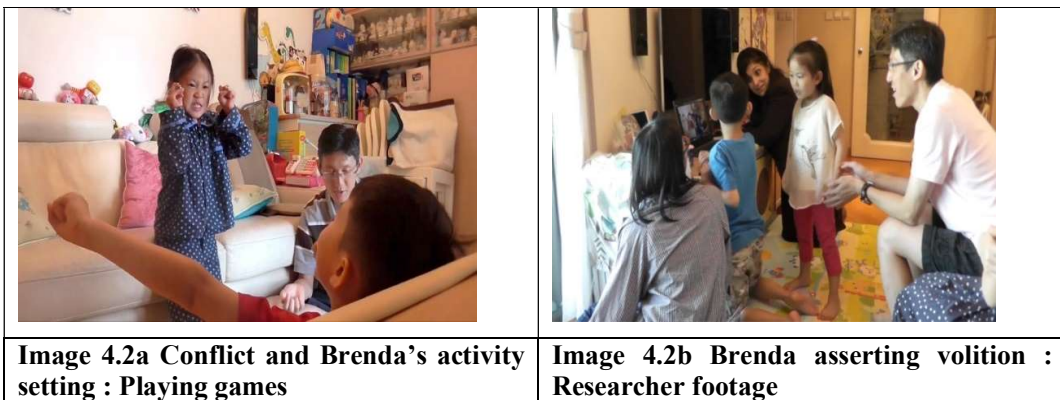 Image 4.2a Conflict and Brenda’s activity
setting : Playing games
Image 4.2b Brenda asserting volition :
Researcher footage